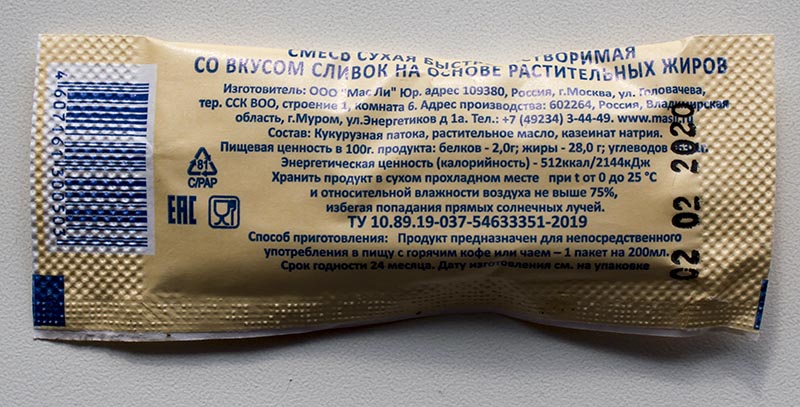 СМЕСЬ СУХАЯ
СО ВКУСОМ СЛИВОК НА ОСНОВЕ РАСТИТЕЛЬНЫХ ЖИРОВ
Изготовитель: ООО "Мас Ли" Юр. адрес 109380, Россия, г.Москва, ул. Головачева,
тер. ССК ВОО, строение 1, комната 6. Адрес производства: 602264, Россия, Владимирская
область, г.Муром, ул.Энергетиков д 1а. Тел.: +7 (49234) 3-44-49. www.masli.ru
Состав: Кукурузная патока, растительное масло, казеинат натрия.
Пищевая ценность в 100г. продукта: белков - 2,0г; жиры - 28,0 г; углеводов
Энергетическая ценность (калорийность) - 512ккал/2144кДж
Хранить продукт в сухом прохладном месте при t от 0 до 25 °С
и относительной влажности воздуха не выше 75%,
избегая попадания прямых солнечных лучей.
ТУ 10.89.19-037-54633351-2019
Способ приготовления: Продукт предназначен для непосредственного
употребления в пищу с горячим кофе или чаем – 1 пакет на 200мл.
Срок годности 24 месяца. Дату изготовления см. на упаковке
02 02 2020
81
C/PAP
EAC
4607161300503